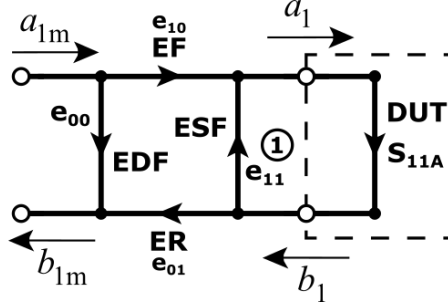 a1m
e10
EF
a1
e00
EDF
ESF
1
e11
DUT
S11A
ER
e01
b1m
b1